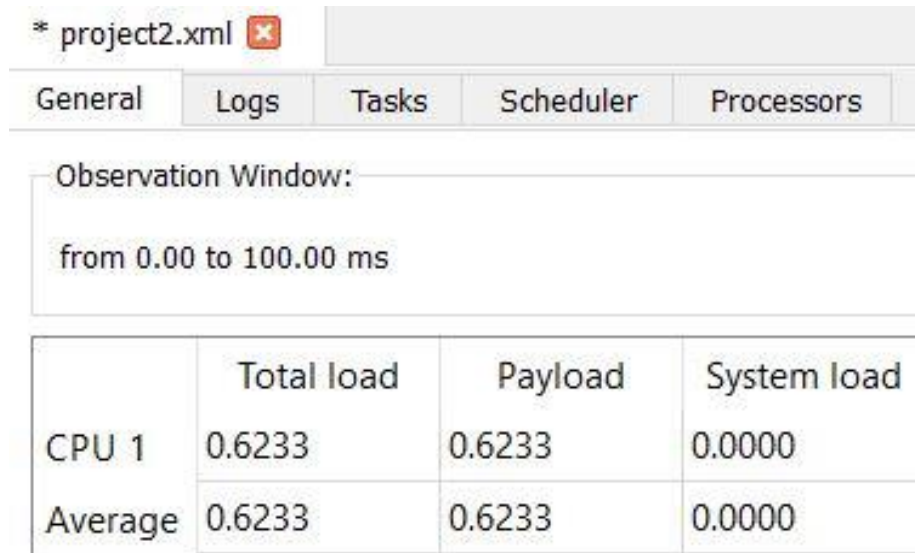 * project2.xml
General Logs Tasks Scheduler Processors
Observation Window:
from 0.00 to 100.00 ms
Total load Payload System load
CPU 1 0.6233 0.6233 0.0000
Average 0.6233 0.6233 0.0000